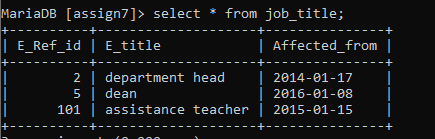 MariaDB [assign7]> select * from job_title;
+----------+--------------------+---------------+
| E_Ref_id | E_title            | Affected_from |
+----------+--------------------+---------------+
|        2 | department head    | 2014-01-17    |
|        5 | dean               | 2016-01-08    |
|      101 | assistance teacher | 2015-01-15    |
+----------+--------------------+---------------+